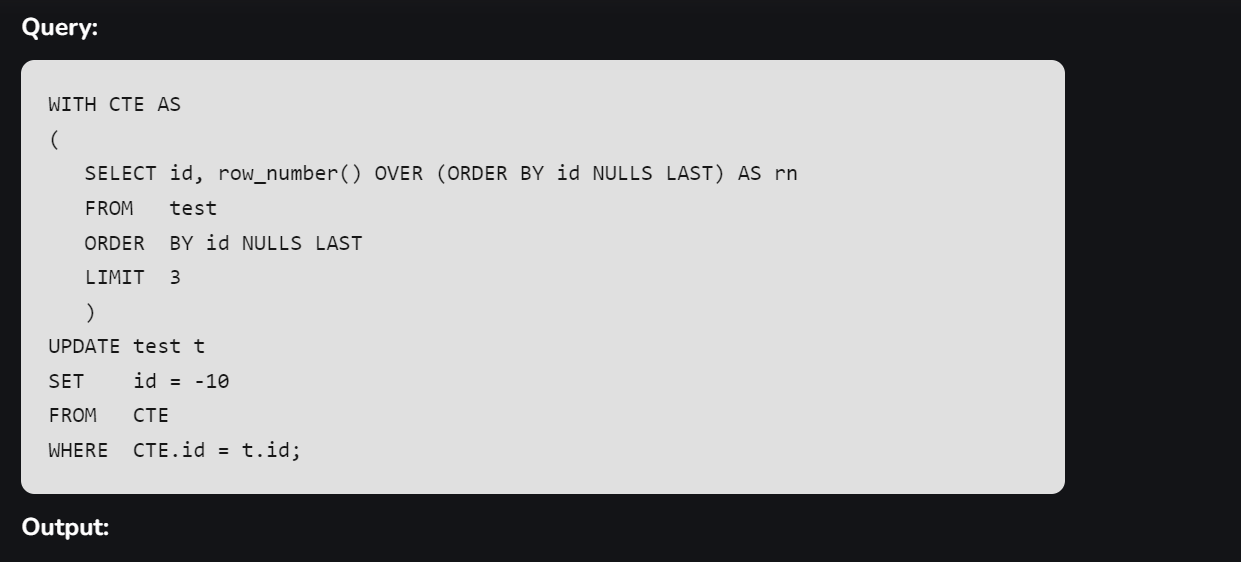 Query:
WITH CTE AS
(
SELECT id, row_number() OVER (ORDER BY id NULLS LAST) AS rn
FROM   test
ORDER  BY id NULLS LAST
LIMIT  3
)
UPDATE test t
SET    id = -10
FROM   CTE
WHERE  CTE.id = t.id;
Output: